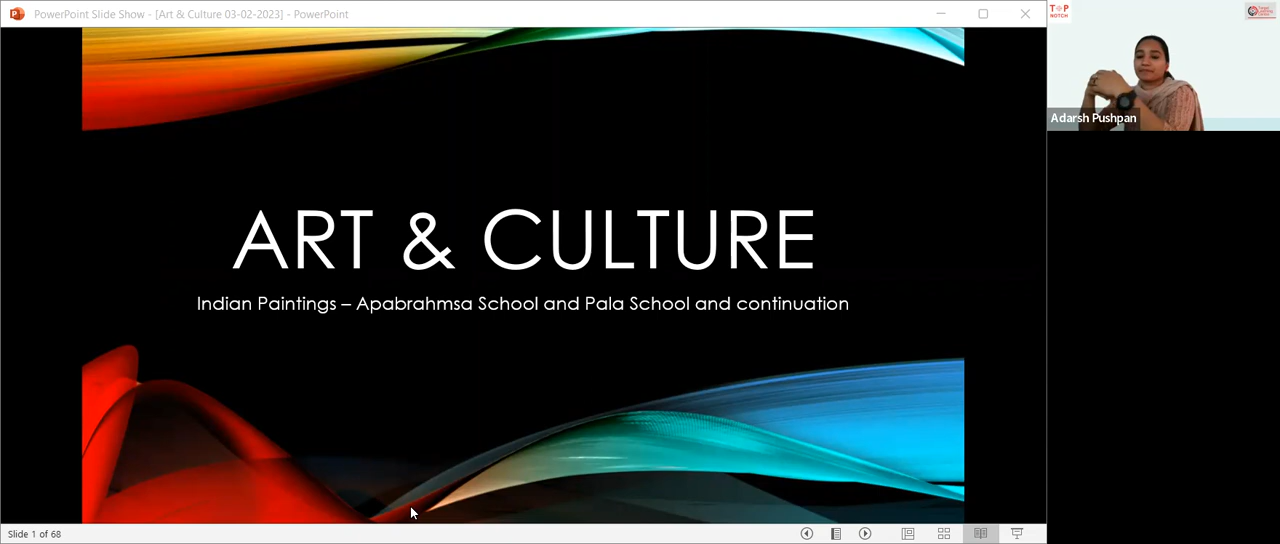 PowerPoint Slide Show - [Art & Culture 03-02-2023] - PowerPoint
T+P
NOTCH
Adarsh Pushpan
ART & CULTURE
Indian Paintings – Apabrahmsa School and Pala School and continuation
Slide 1 of 68